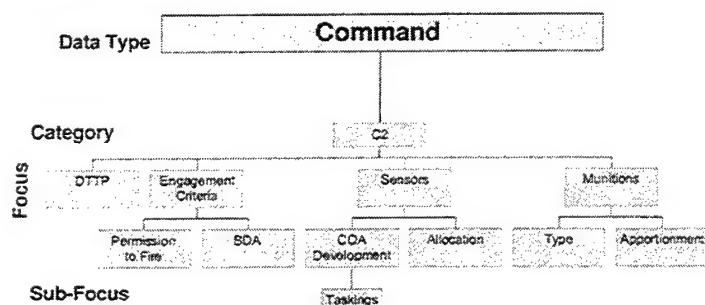 Data Type
Command
Category
C2
Focus
DTTP
Engagement
Criteria
Sensors
Munitions
Permission
to Fire
SDA
COA
Development
Allocation
Type
Apportionment
Sub-Focus
Taskings